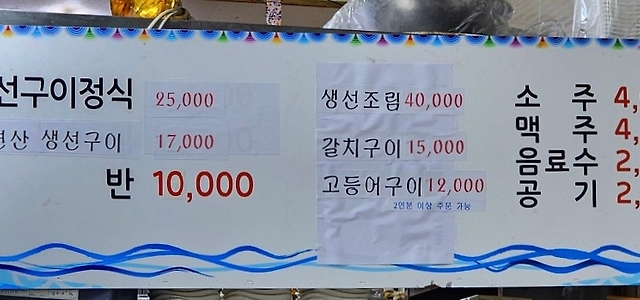 선구이정식 25,000
변산 생선구이 17,000
반 10,000
생선조림 40,000
갈치구이 15,000
고등어구이 12,000
2인분 이상 주문 가능
소 주 4,
맥 주 4,
음료수 2,
공 기 2,